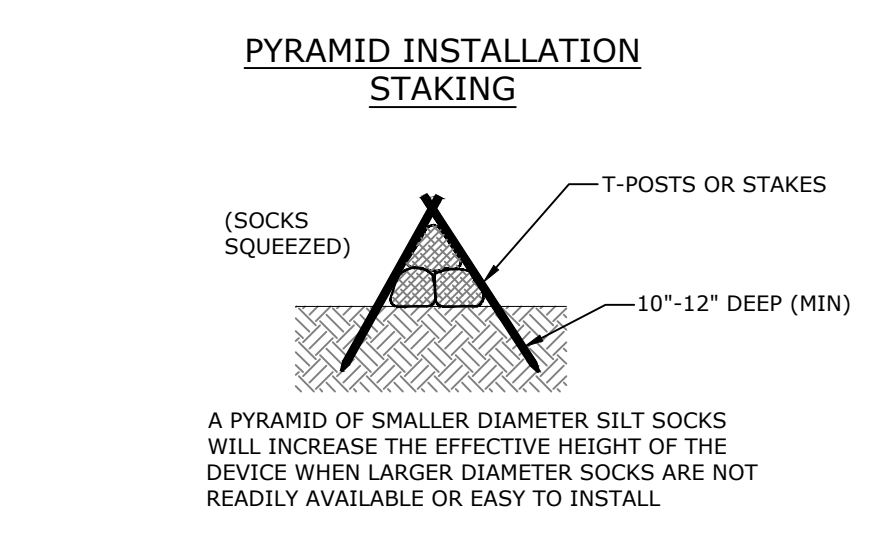 PYRAMID INSTALLATION
STAKING
T-POSTS OR STAKES
(SOCKS
SQUEEZED)
10"-12" DEEP (MIN)
A PYRAMID OF SMALLER DIAMETER SILT SOCKS
WILL INCREASE THE EFFECTIVE HEIGHT OF THE
DEVICE WHEN LARGER DIAMETER SOCKS ARE NOT
READILY AVAILABLE OR EASY TO INSTALL